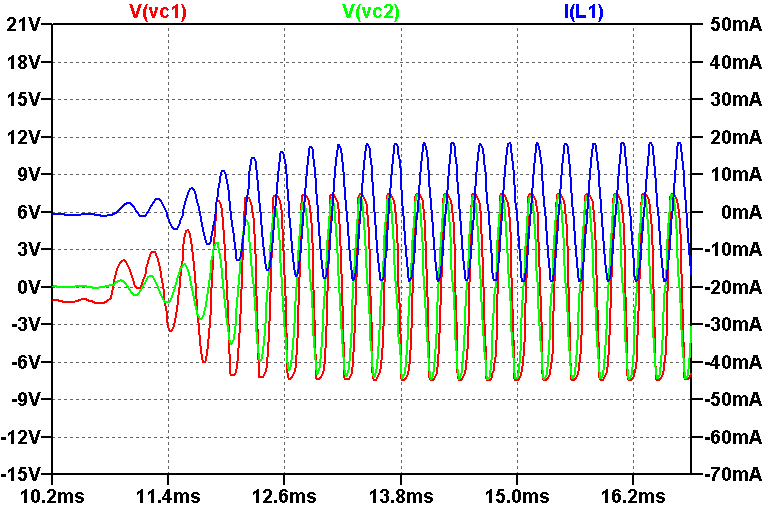 V(vc1) V(vc2) I(L1)
21V 50mA
18V 40mA
15V 30mA
12V 20mA
9V 10mA
6V 0mA
3V -10mA
0V -20mA
-3V -30mA
-6V -40mA
-9V -50mA
-12V -60mA
-15V -70mA
10.2ms 11.4ms 12.6ms 13.8ms 15.0ms 16.2ms